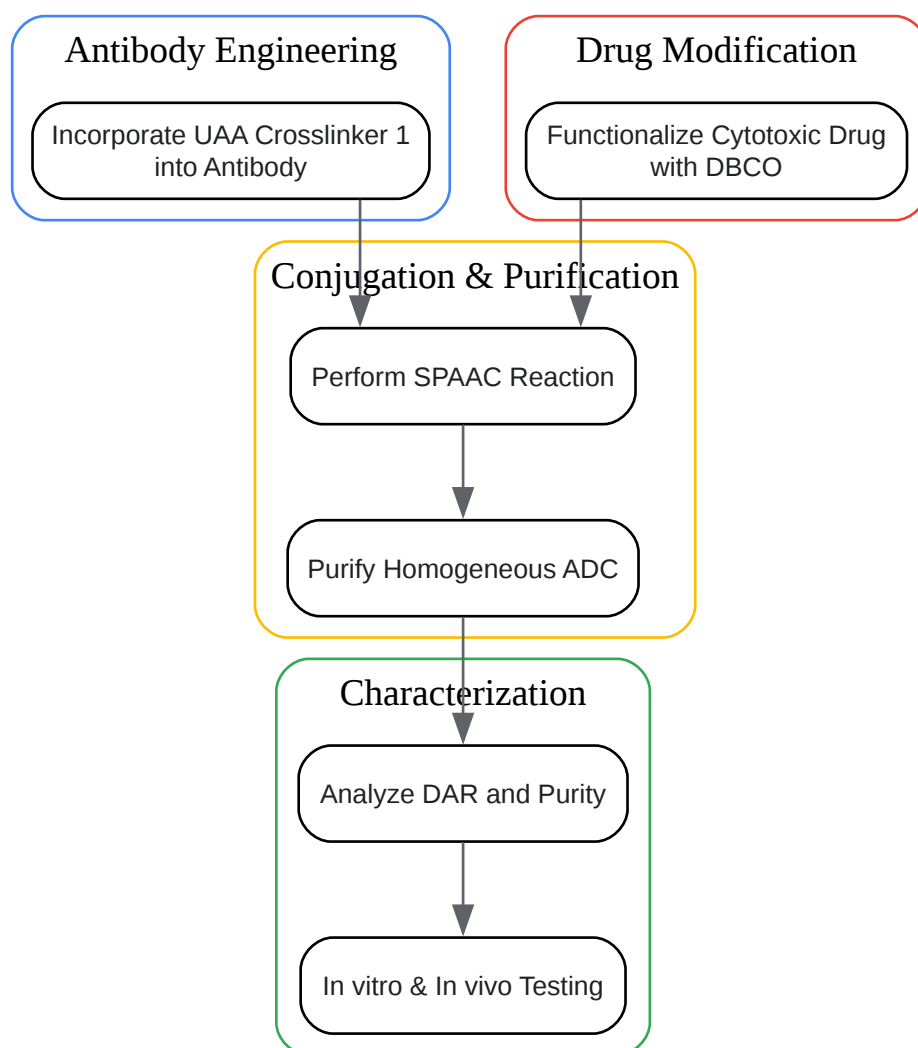 Antibody Engineering
Incorporate UAA Crosslinker 1
into Antibody
Drug Modification
Functionalize Cytotoxic Drug
with DBCO
Conjugation & Purification
Perform SPAAC Reaction
Purify Homogeneous ADC
Characterization
Analyze DAR and Purity
In vitro & In vivo Testing